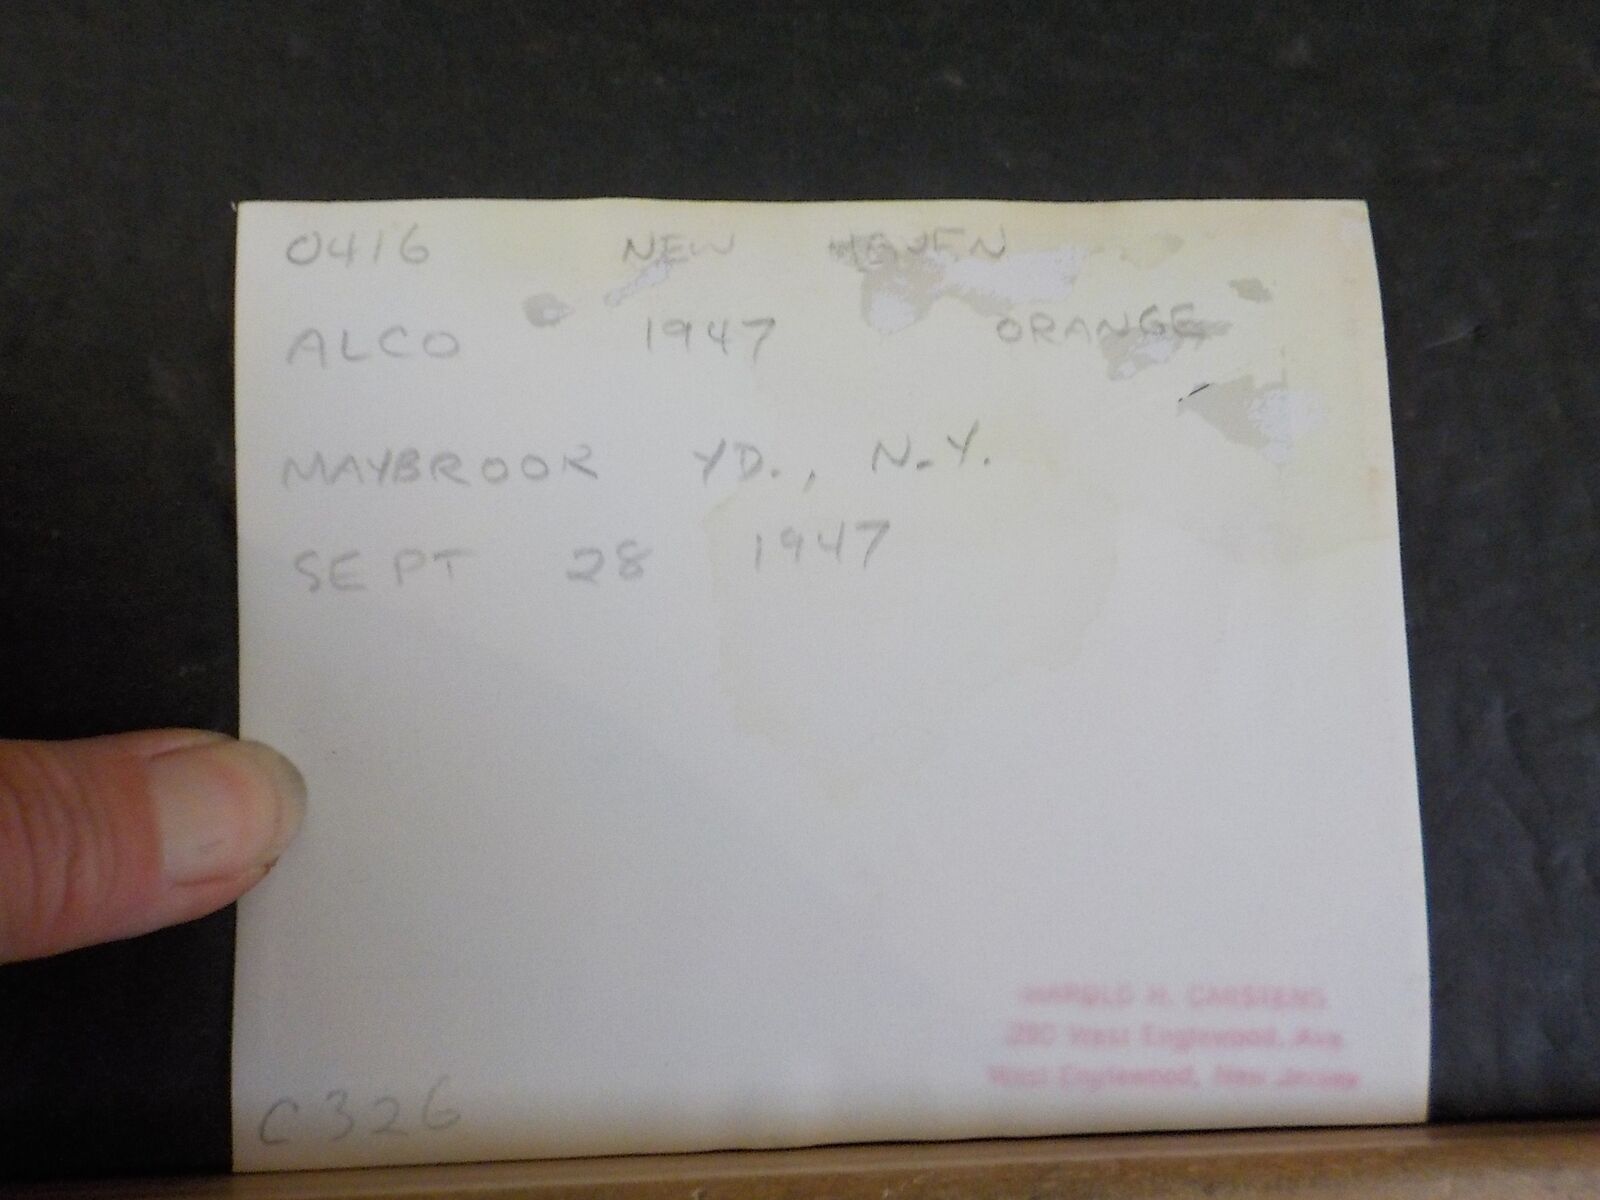 0416 NEW HAVEN
ALCO 1947 ORANGE
MAYBROOK YD., N.Y.
SEPT 28 1947
HAROLD H. CARSTENS
280 West Englewood, Ave.
West Englewood, New Jersey
C326